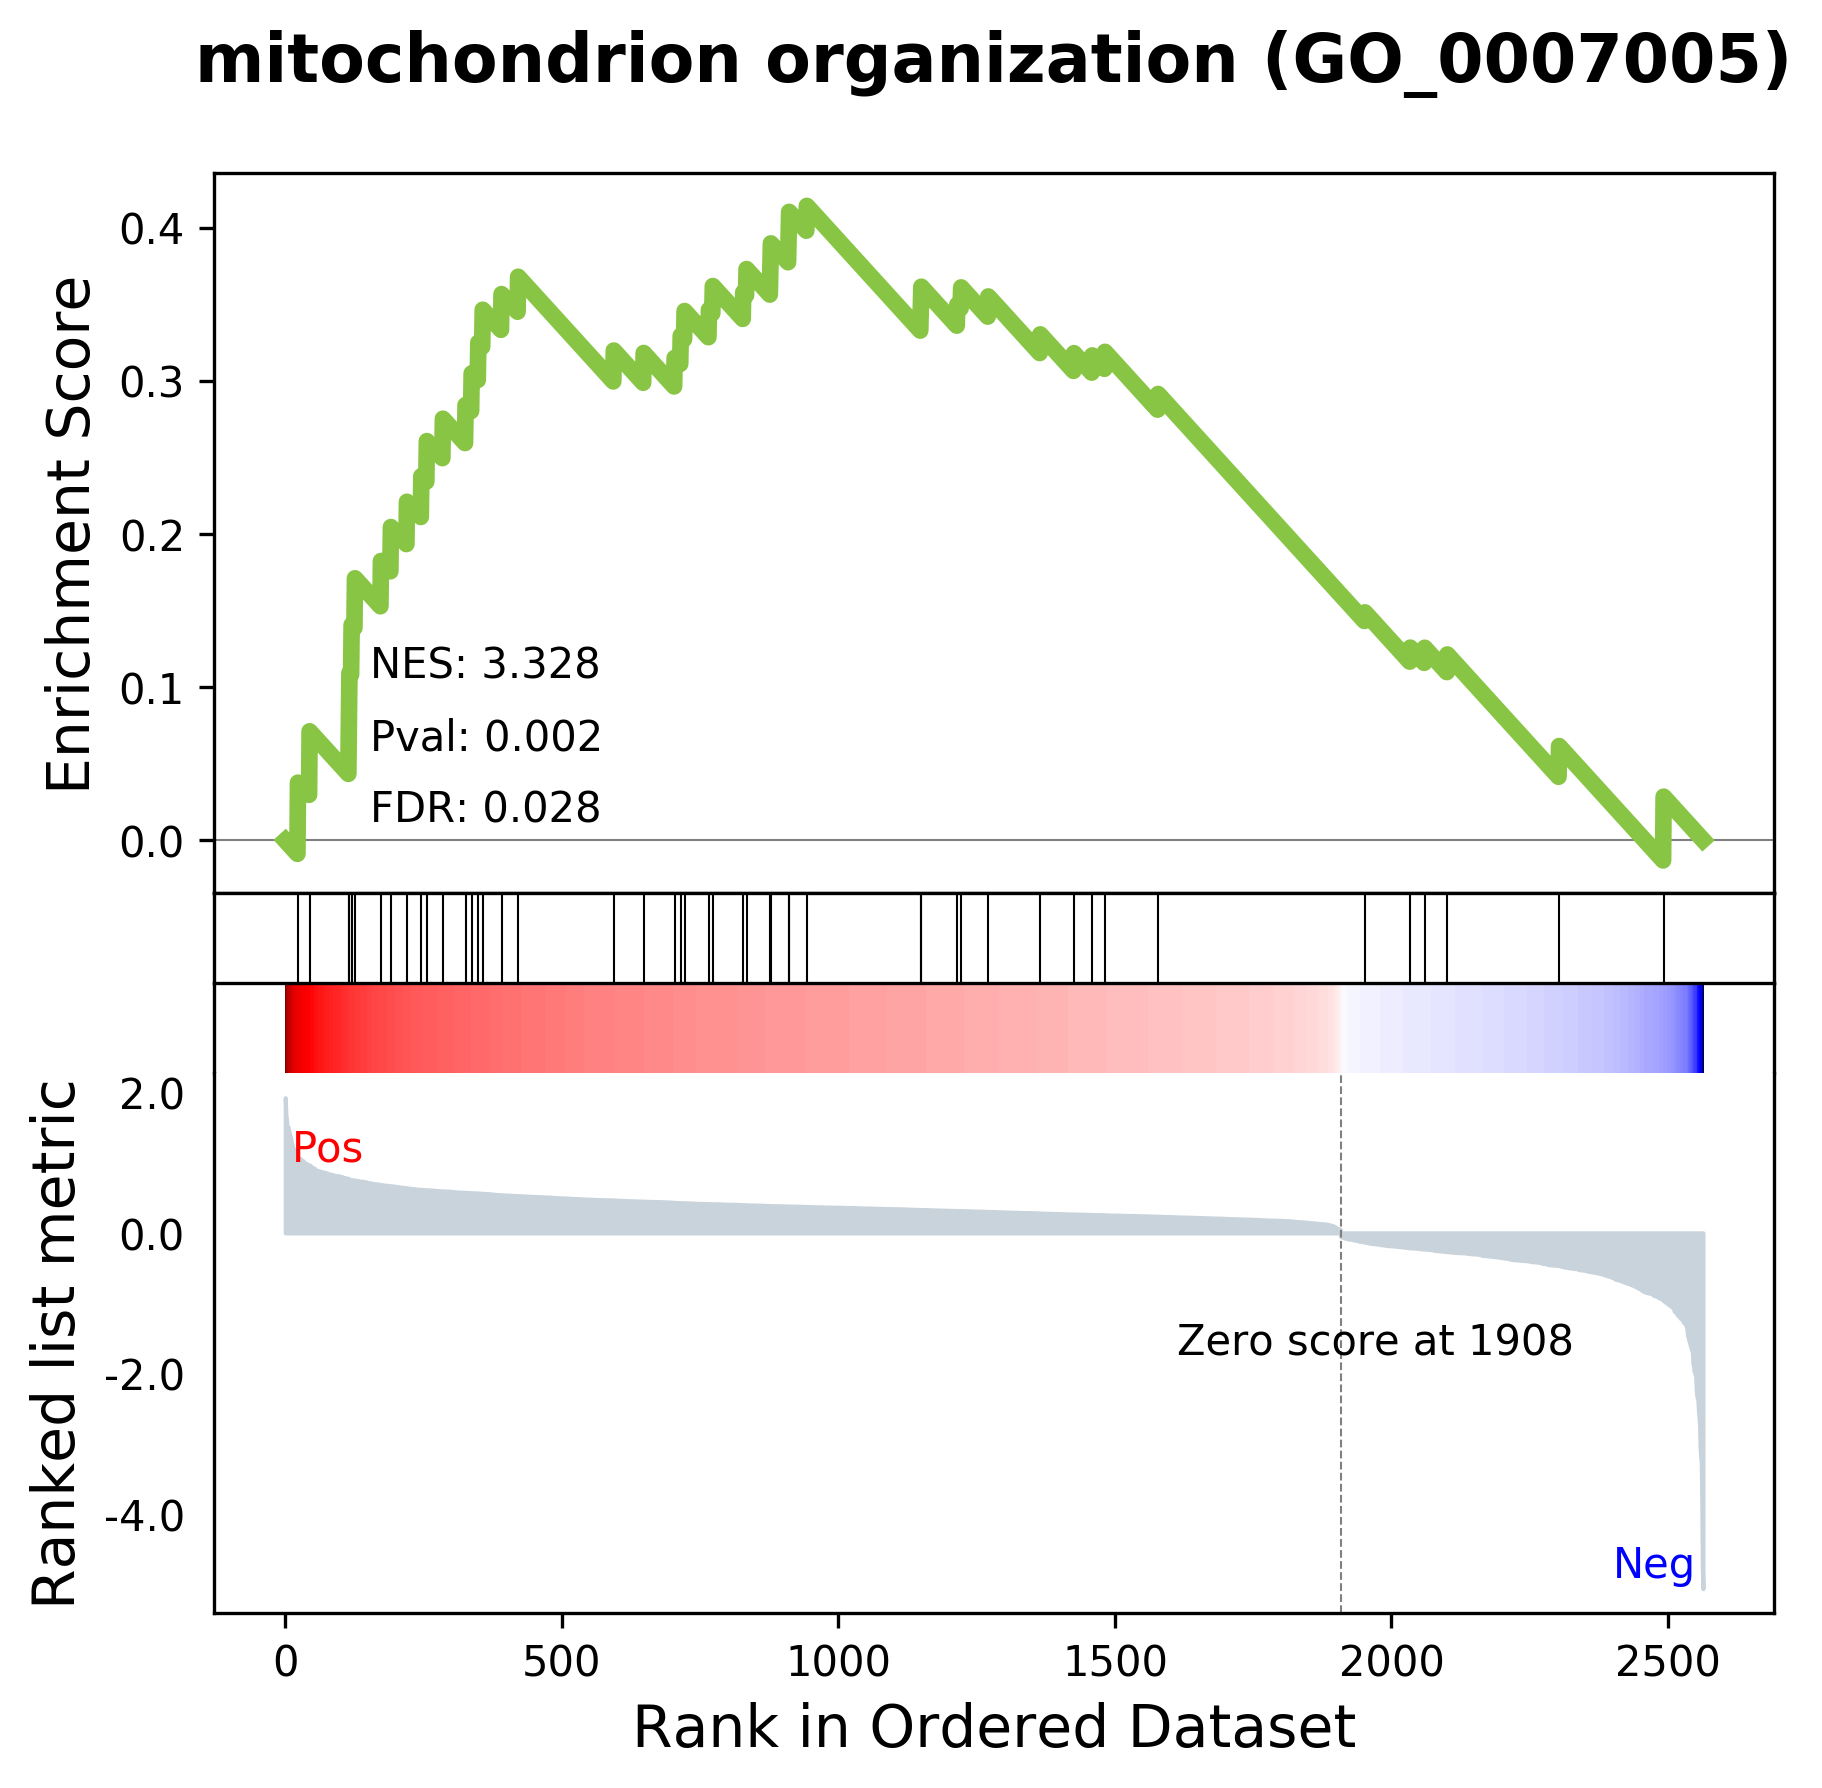 mitochondrion organization (GO_0007005)
Enrichment Score
0.4
0.3
0.2
0.1
0.0
NES: 3.328
Pval: 0.002
FDR: 0.028
Ranked list metric
2.0
0.0
-2.0
-4.0
Pos
Zero score at 1908
Neg
0 500 1000 1500 2000 2500
Rank in Ordered Dataset